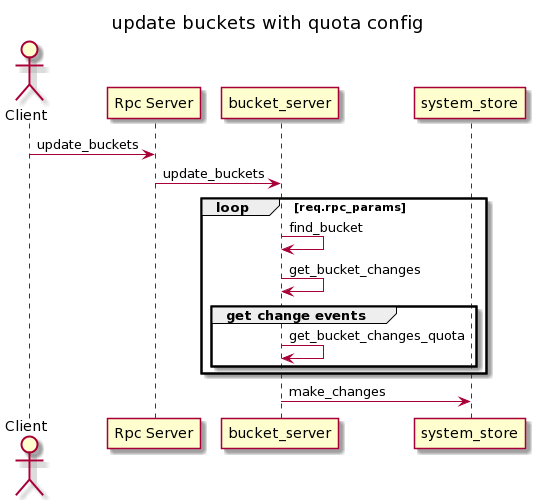 update buckets with quota config
Client
Rpc Server
bucket_server
system_store
update_buckets
update_buckets
loop [req.rpc_params]
find_bucket
get_bucket_changes
get change events
get_bucket_changes_quota
make_changes
Client
Rpc Server
bucket_server
system_store